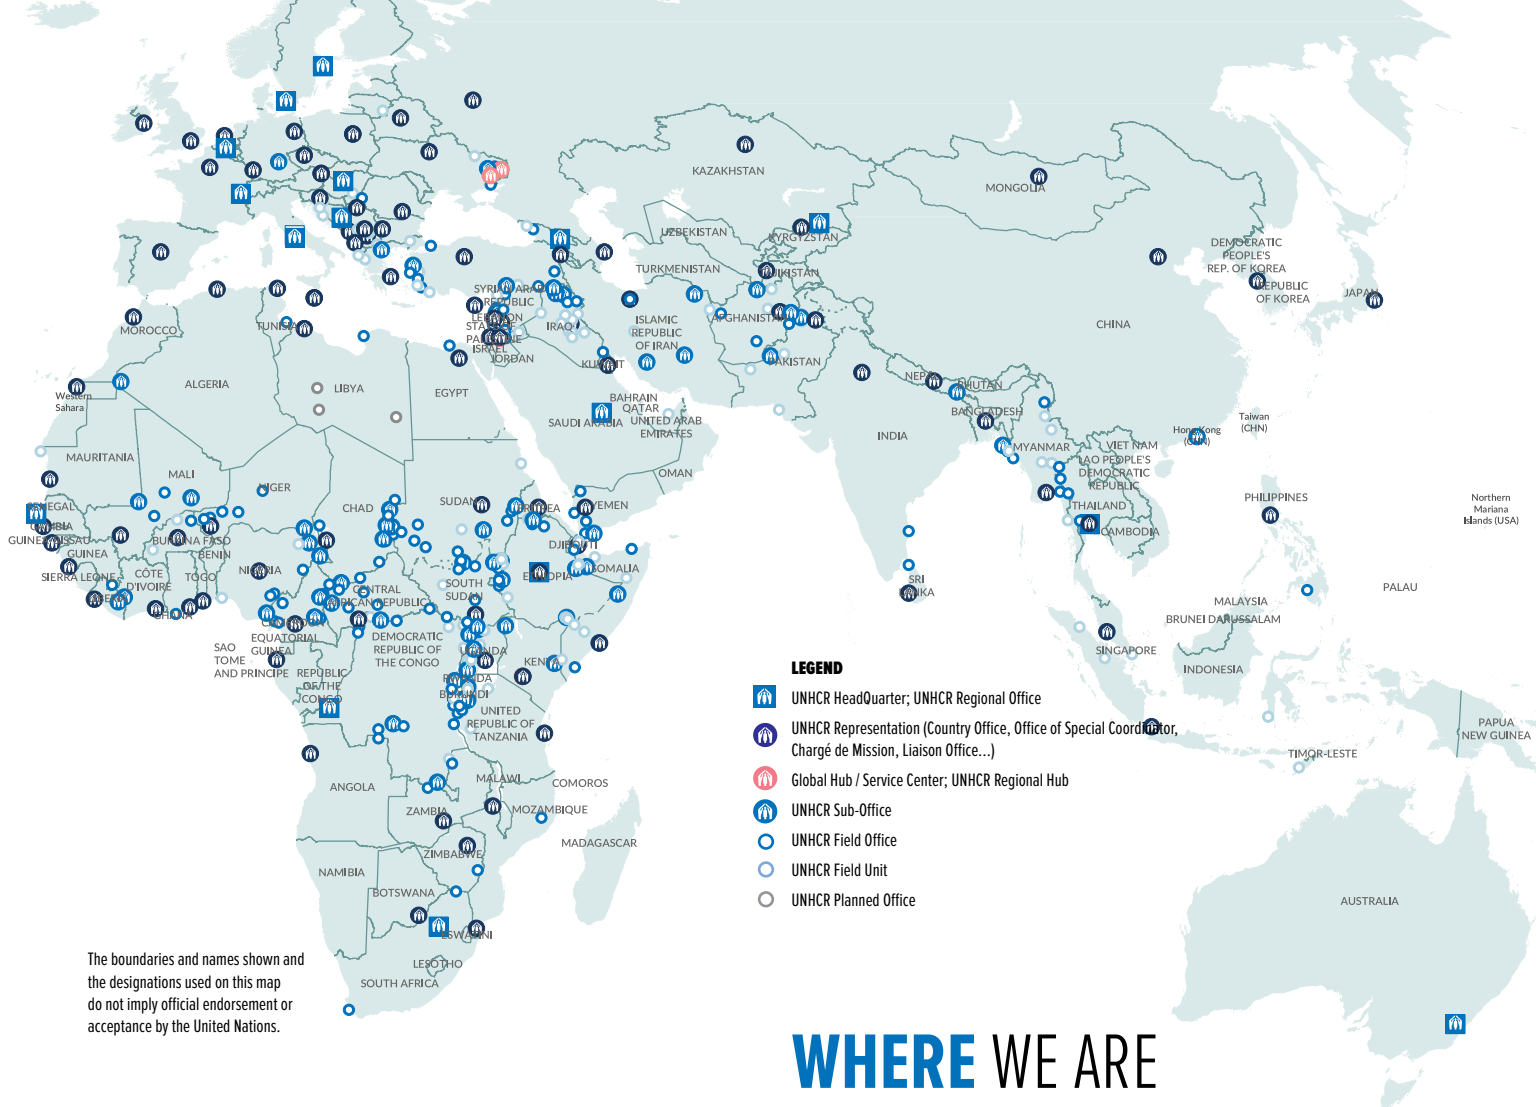 KAZAKHSTAN
MONGOLIA
UZBEKISTAN
KYRGYZSTAN
TURKMENISTAN
DEMOCRATIC
PEOPLE'S
REP. OF KOREA
REPUBLIC
OF KOREA
JAPAN
CHINA
SYRIAN ARAB
REPUBLIC
LEBANON
ISRAEL
JORDAN
IRAQ
ISLAMIC
REPUBLIC
OF IRAN
AFGHANISTAN
PAKISTAN
KUWAIT
MOROCCO
TUNISIA
ALGERIA
LIBYA
EGYPT
Western
Sahara
BAHRAIN
QATAR
SAUDI ARABIA
UNITED ARAB
EMIRATES
OMAN
YEMEN
INDIA
NEPAL
BHUTAN
BANGLADESH
MYANMAR
VIET NAM
LAO PEOPLE'S
DEMOCRATIC
REPUBLIC
THAILAND
CAMBODIA
Hong Kong
(CHN)
Taiwan
(CHN)
PHILIPPINES
Northern
Mariana
Islands (USA)
PALAU
MALAYSIA
BRUNEI DARUSSALAM
SINGAPORE
INDONESIA
TIMOR-LESTE
PAPUA
NEW GUINEA
AUSTRALIA
SRI
LANKA
MAURITANIA
MALI
NIGER
CHAD
SUDAN
ERITREA
DJIBOUTI
ETHIOPIA
SOMALIA
SENEGAL
GUINEA
SIERRA LEONE
CÔTE
D'IVOIRE
BURKINA FASO
BENIN
TOGO
GHANA
NIGERIA
CAMEROON
CENTRAL
AFRICAN REPUBLIC
SOUTH
SUDAN
EQUATORIAL
GUINEA
SAO
TOME
AND PRINCIPE
REPUBLIC
OF THE
CONGO
DEMOCRATIC
REPUBLIC OF
THE CONGO
UGANDA
KENYA
RWANDA
BURUNDI
UNITED
REPUBLIC OF
TANZANIA
ANGOLA
ZAMBIA
MALAWI
COMOROS
MOZAMBIQUE
MADAGASCAR
ZIMBABWE
NAMIBIA
BOTSWANA
ESWATINI
LESOTHO
SOUTH AFRICA
LEGEND
UNHCR HeadQuarter; UNHCR Regional Office
UNHCR Representation (Country Office, Office of Special Coordinator,
Chargé de Mission, Liaison Office...)
Global Hub / Service Center; UNHCR Regional Hub
UNHCR Sub-Office
UNHCR Field Office
UNHCR Field Unit
UNHCR Planned Office
The boundaries and names shown and
the designations used on this map
do not imply official endorsement or
acceptance by the United Nations.
WHERE WE ARE